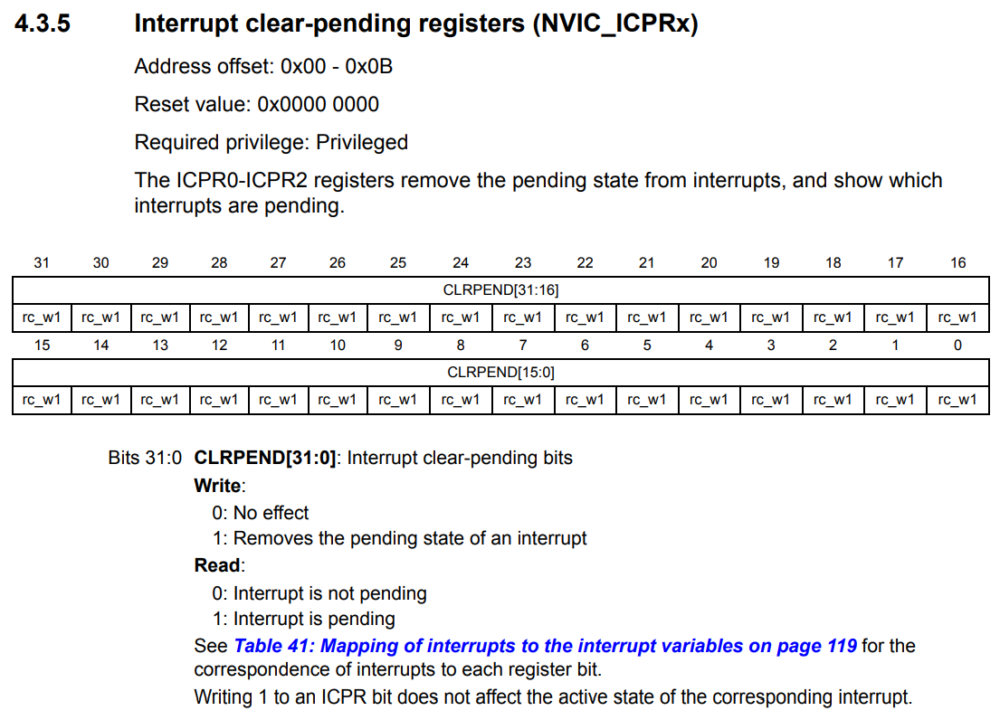 4.3.5 Interrupt clear-pending registers (NVIC_ICPRx)
Address offset: 0x00 - 0x0B
Reset value: 0x0000 0000
Required privilege: Privileged
The ICPR0-ICPR2 registers remove the pending state from interrupts, and show which
interrupts are pending.
31 30 29 28 27 26 25 24 23 22 21 20 19 18 17 16
CLRPEND[31:16]
rc_w1 rc_w1 rc_w1 rc_w1 rc_w1 rc_w1 rc_w1 rc_w1 rc_w1 rc_w1 rc_w1 rc_w1 rc_w1 rc_w1 rc_w1 rc_w1
15 14 13 12 11 10 9 8 7 6 5 4 3 2 1 0
CLRPEND[15:0]
rc_w1 rc_w1 rc_w1 rc_w1 rc_w1 rc_w1 rc_w1 rc_w1 rc_w1 rc_w1 rc_w1 rc_w1 rc_w1 rc_w1 rc_w1 rc_w1
Bits 31:0 CLRPEND[31:0]: Interrupt clear-pending bits
Write:
0: No effect
1: Removes the pending state of an interrupt
Read:
0: Interrupt is not pending
1: Interrupt is pending
See Table 41: Mapping of interrupts to the interrupt variables on page 119 for the
correspondence of interrupts to each register bit.
Writing 1 to an ICPR bit does not affect the active state of the corresponding interrupt.